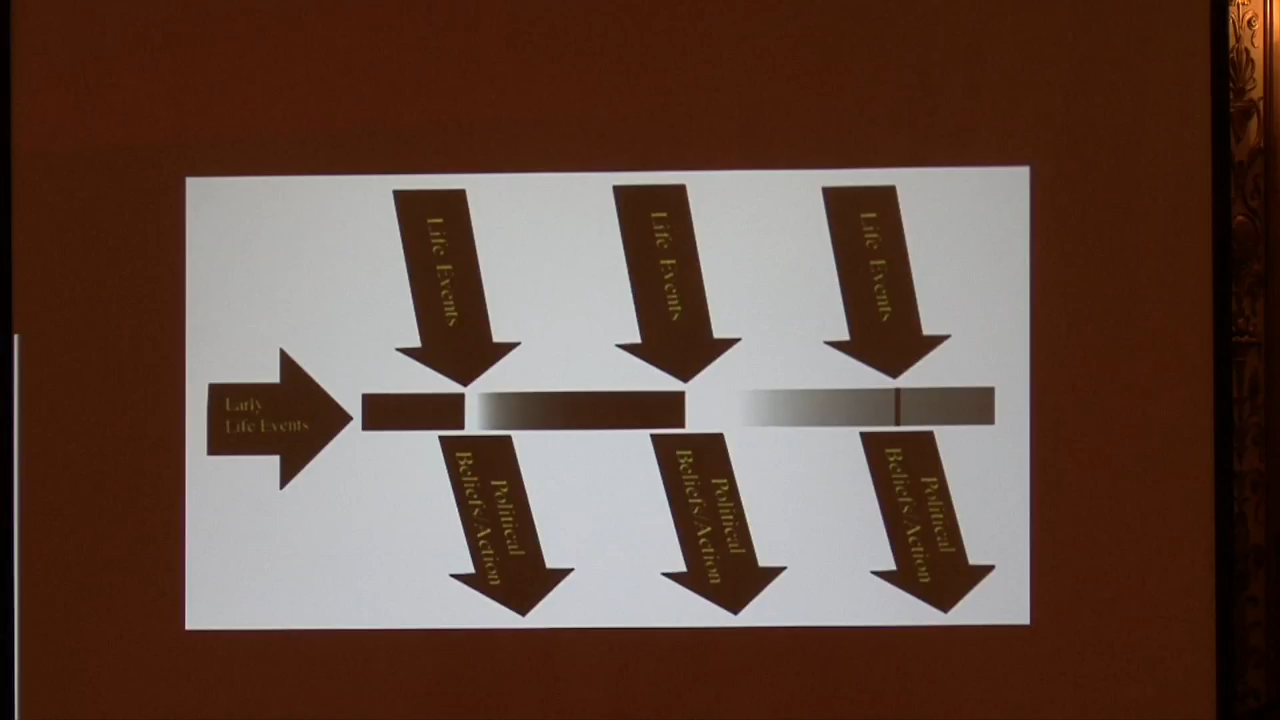 Life Events
Life Events
Life Events
Early
Life Events
Political
Beliefs/Action
Political
Beliefs/Action
Political
Beliefs/Action